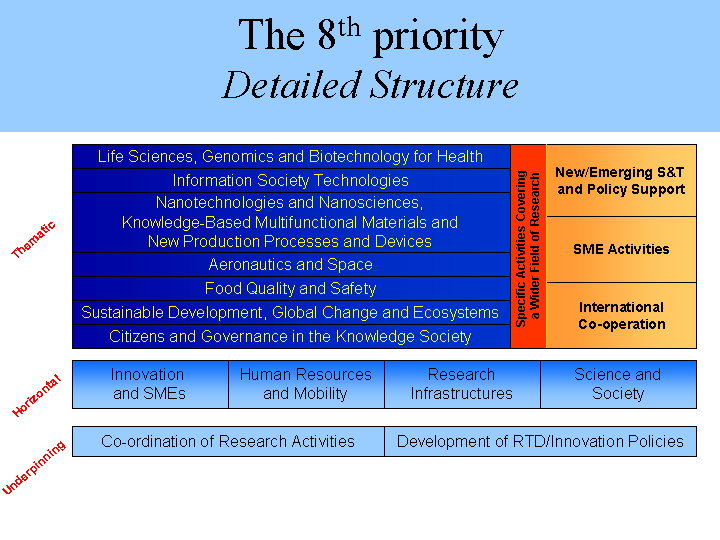 The 8th priority
Detailed Structure
Thematic
Life Sciences, Genomics and Biotechnology for Health
Information Society Technologies
Nanotechnologies and Nanosciences,
Knowledge-Based Multifunctional Materials and
New Production Processes and Devices
Aeronautics and Space
Food Quality and Safety
Sustainable Development, Global Change and Ecosystems
Citizens and Governance in the Knowledge Society
Specific Activities Covering
a Wider Field of Research
New/Emerging S&T
and Policy Support
SME Activities
International
Co-operation
Horizontal
Innovation
and SMEs
Human Resources
and Mobility
Research
Infrastructures
Science and
Society
Underpinning
Co-ordination of Research Activities
Development of RTD/Innovation Policies